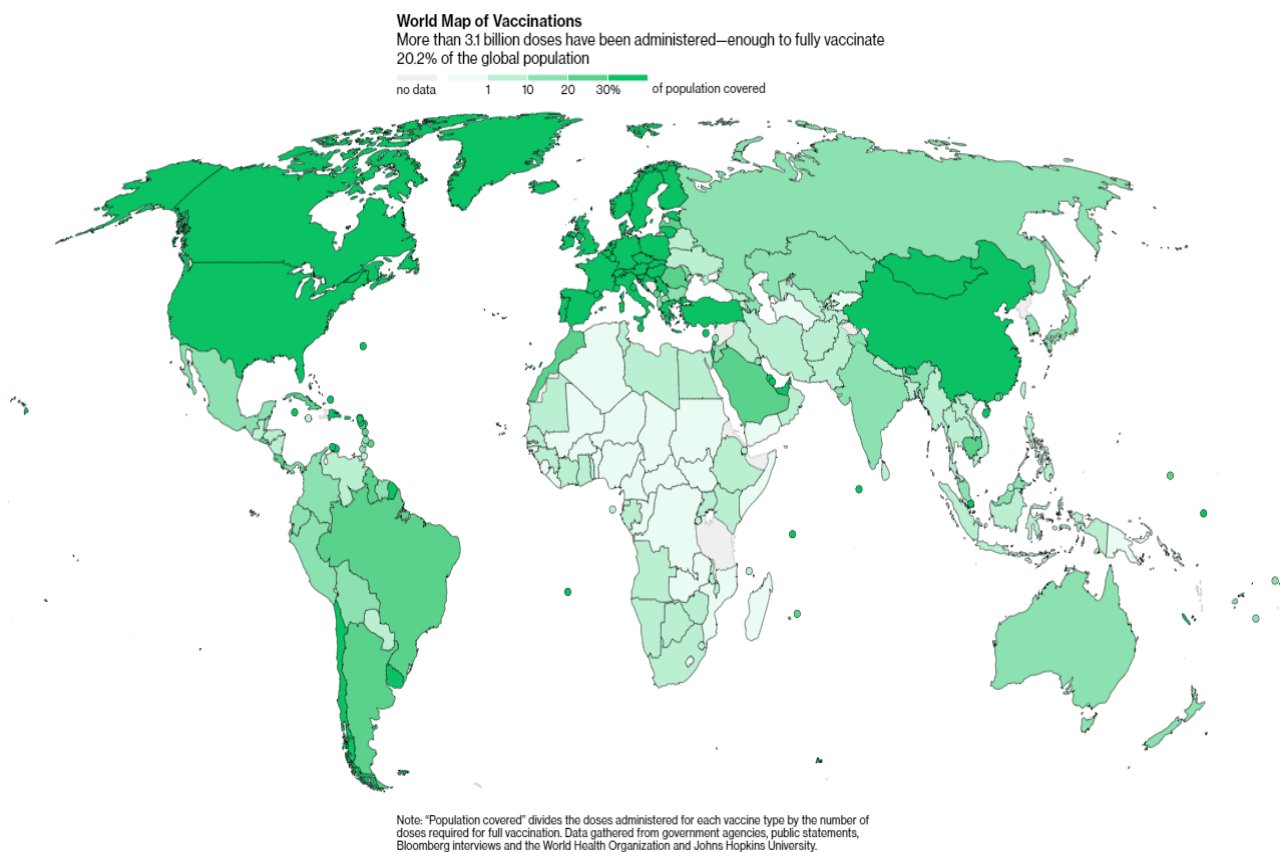 World Map of Vaccinations
More than 3.1 billion doses have been administered—enough to fully vaccinate
20.2% of the global population
no data 1 10 20 30% of population covered
Note: “Population covered” divides the doses administered for each vaccine type by the number of
doses required for full vaccination. Data gathered from government agencies, public statements,
Bloomberg interviews and the World Health Organization and Johns Hopkins University.